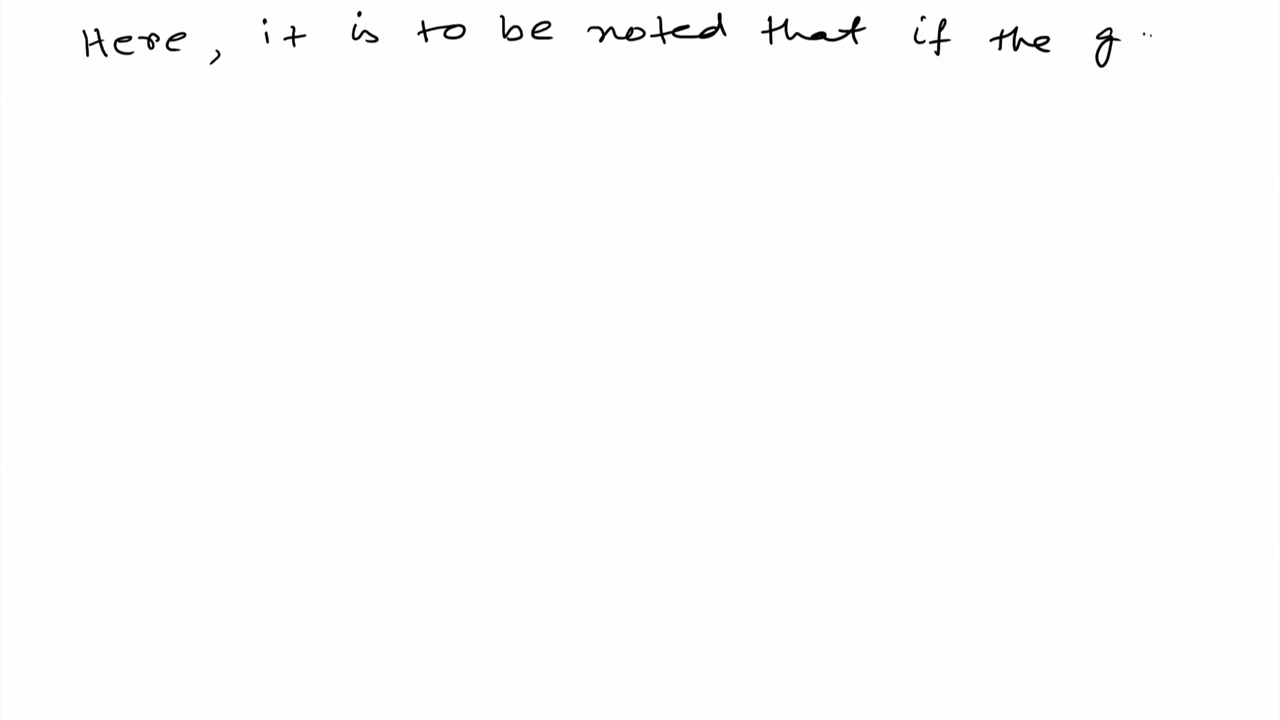 Here, it is to be noted that if the g